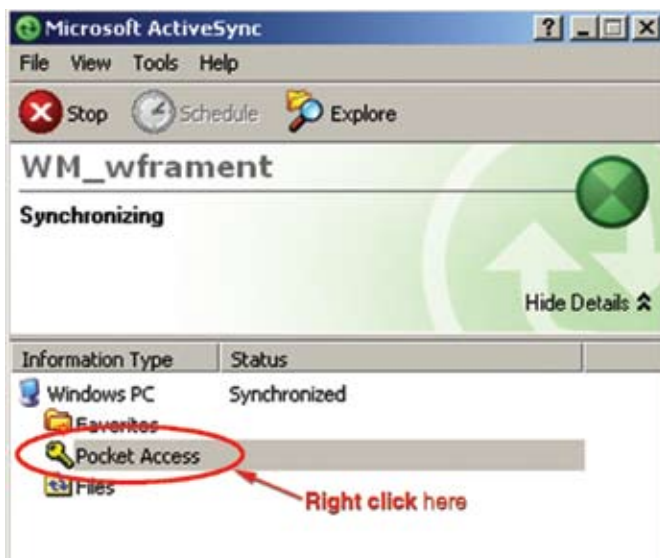 Microsoft ActiveSync
File View Tools Help
Stop Schedule Explore
WM_wframent
Synchronizing
Hide Details
Information Type Status
Windows PC Synchronized
Favorites
Pocket Access
Files
Right click here